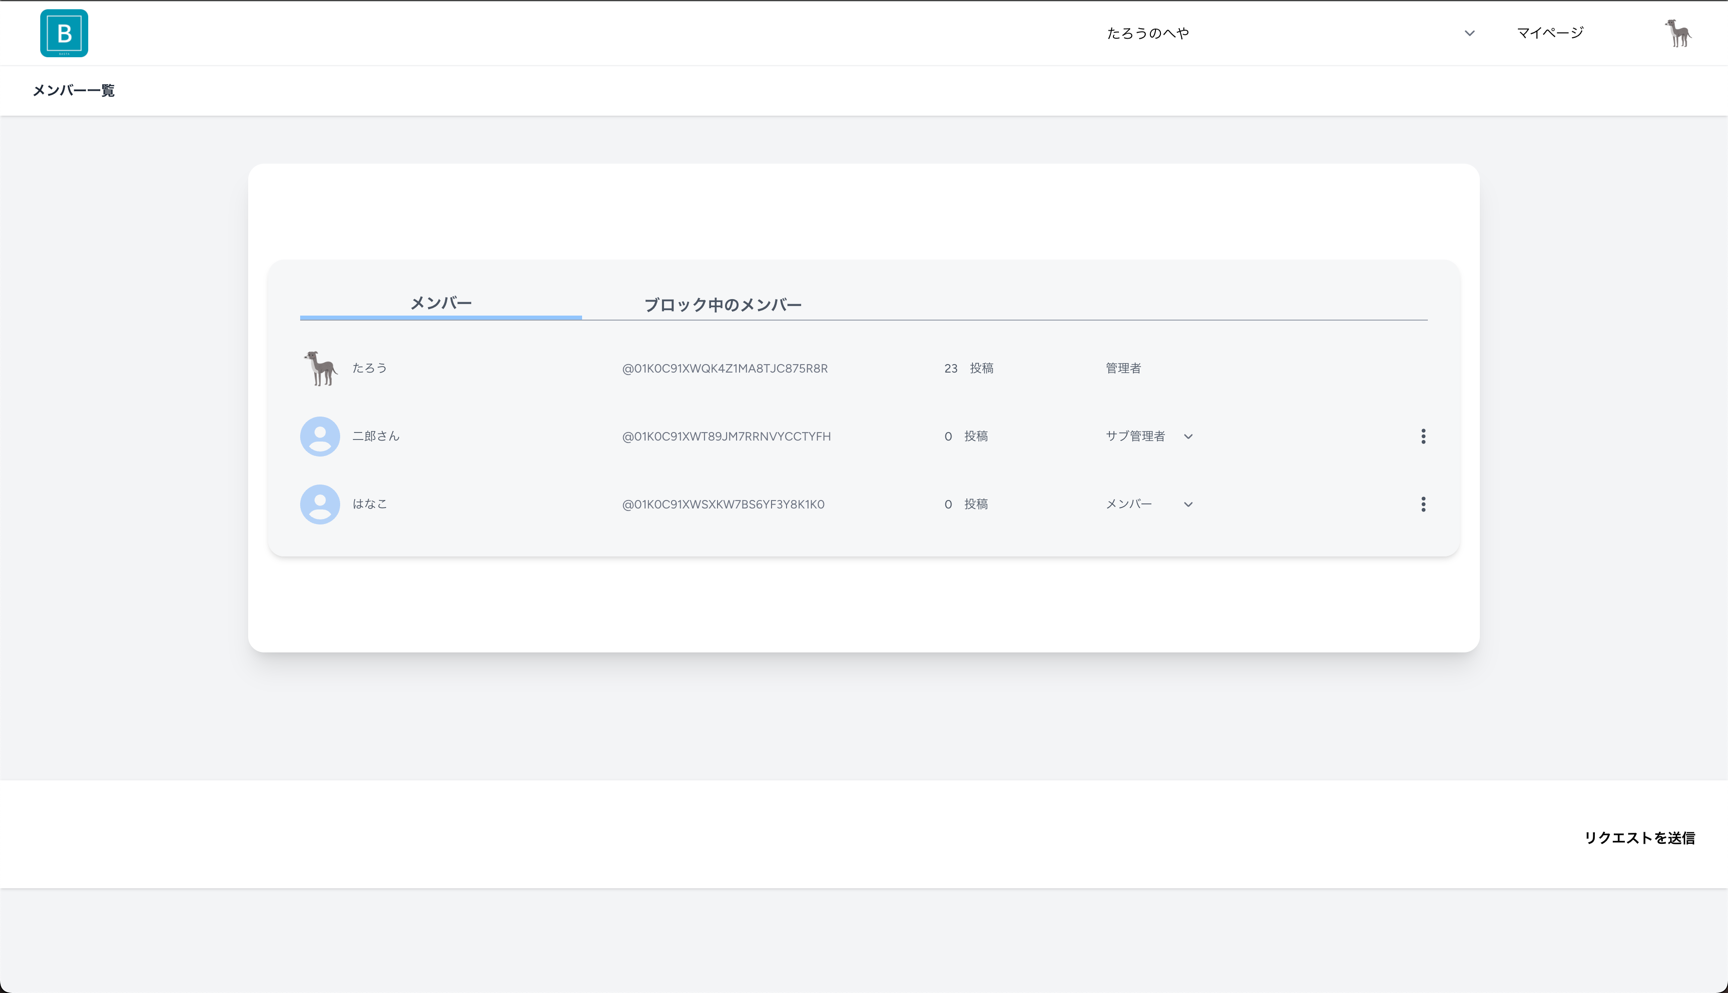 B
たろうのへや
マイページ
メンバー一覧
メンバー
ブロック中のメンバー
たろう @01K0C91XWQK4Z1MA8TJC875R8R 23 投稿 管理者
二郎さん @01K0C91XWT89JM7RRNVYCCTYFH 0 投稿 サブ管理者
はなこ @01K0C91XWSXKW7BS6YF3Y8K1K0 0 投稿 メンバー
リクエストを送信